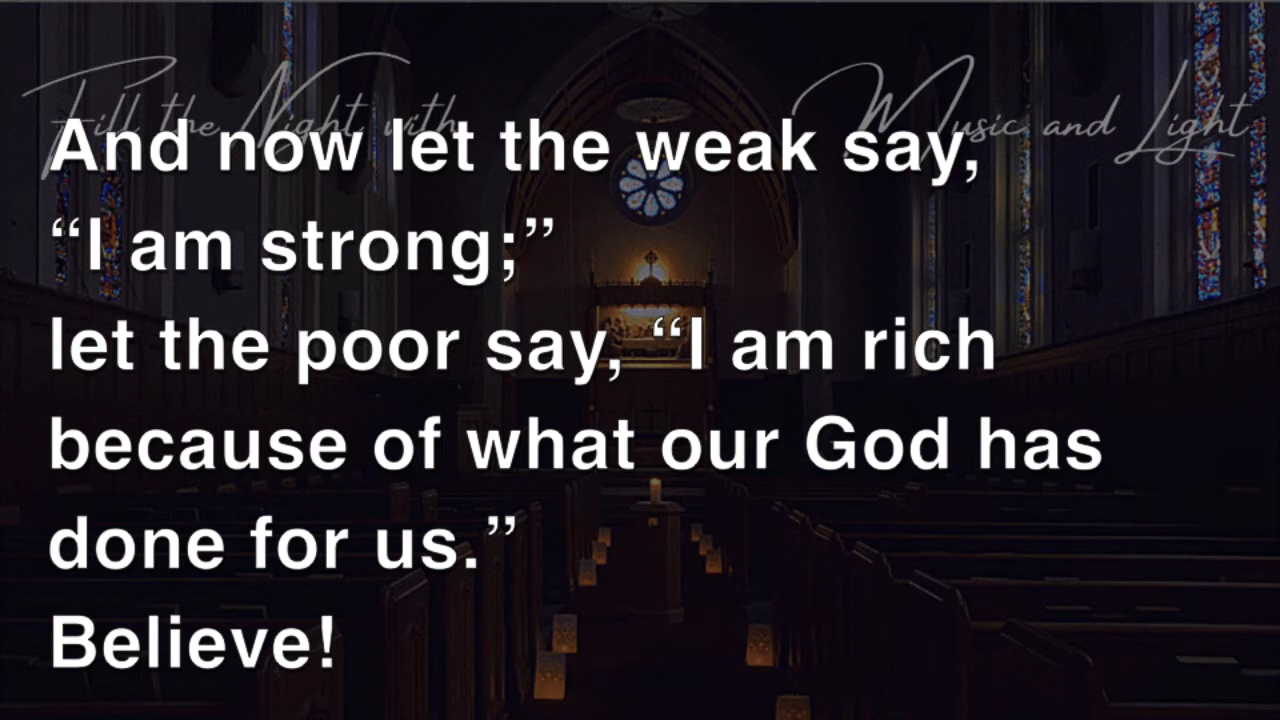 Fill the Night with Music and Light
And now let the weak say,
“I am strong;”
let the poor say, “I am rich
because of what our God has
done for us.”
Believe!